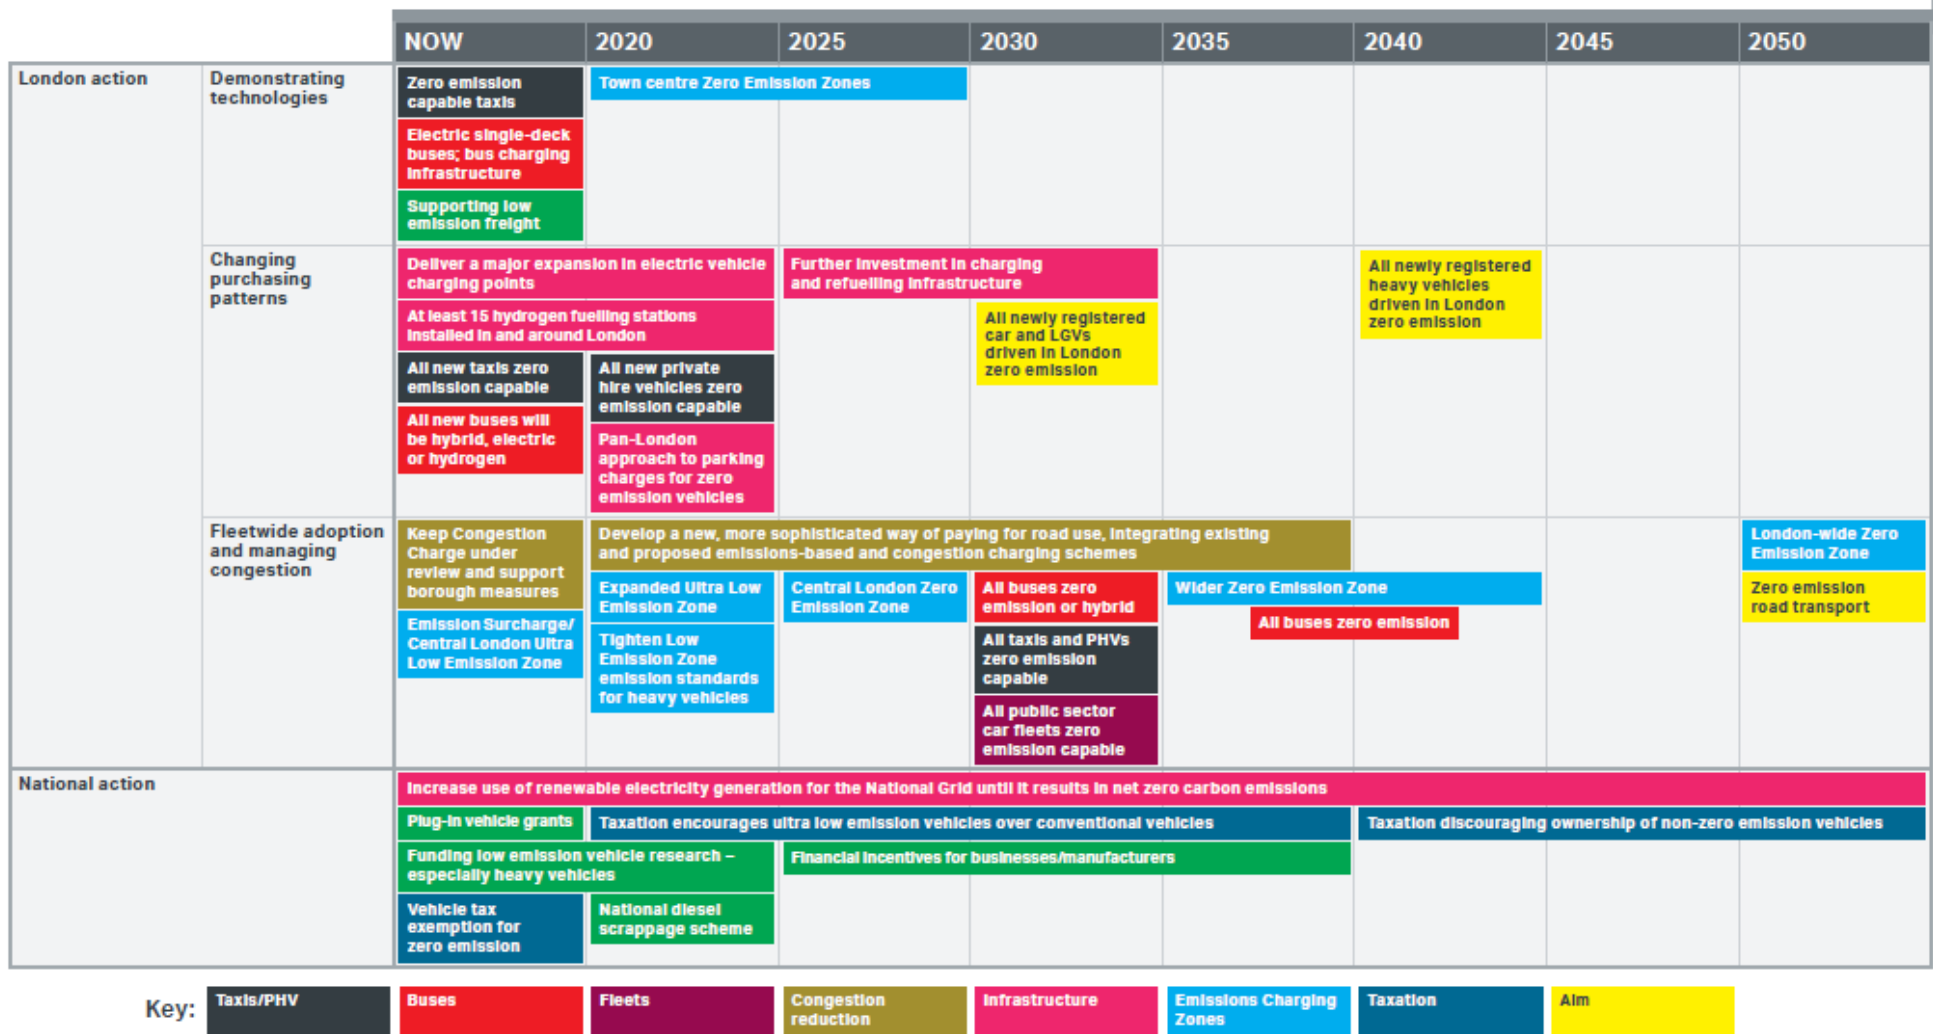 NOW 2020 2025 2030 2035 2040 2045 2050
London action
Demonstrating
technologies
Zero emission
capable taxis
Electric single-deck
buses; bus charging
infrastructure
Supporting low
emission freight
Town centre Zero Emission Zones
Changing
purchasing
patterns
Deliver a major expansion in electric vehicle
charging points
At least 15 hydrogen fuelling stations
installed in and around London
All new taxis zero
emission capable
All new buses will
be hybrid, electric
or hydrogen
All new private
hire vehicles zero
emission capable
Pan-London
approach to parking
charges for zero
emission vehicles
Further investment in charging
and refuelling infrastructure
All newly registered
car and LGVs
driven in London
zero emission
All newly registered
heavy vehicles
driven in London
zero emission
Fleetwide adoption
and managing
congestion
Keep Congestion
Charge under
review and support
borough measures
Emission Surcharge/
Central London Ultra
Low Emission Zone
Develop a new, more sophisticated way of paying for road use, integrating existing
and proposed emissions-based and congestion charging schemes
Expanded Ultra Low
Emission Zone
Tighten Low
Emission Zone
emission standards
for heavy vehicles
Central London Zero
Emission Zone
All buses zero
emission or hybrid
All taxis and PHVs
zero emission
capable
All public sector
car fleets zero
emission capable
Wider Zero Emission Zone
All buses zero emission
London-wide Zero
Emission Zone
Zero emission
road transport
National action
Increase use of renewable electricity generation for the National Grid until it results in net zero carbon emissions
Plug-in vehicle grants
Taxation encourages ultra low emission vehicles over conventional vehicles
Taxation discouraging ownership of non-zero emission vehicles
Funding low emission vehicle research –
especially heavy vehicles
Financial incentives for businesses/manufacturers
Vehicle tax
exemption for
zero emission
National diesel
scrappage scheme
Key:
Taxis/PHV
Buses
Fleets
Congestion
reduction
Infrastructure
Emissions Charging
Zones
Taxation
Aim